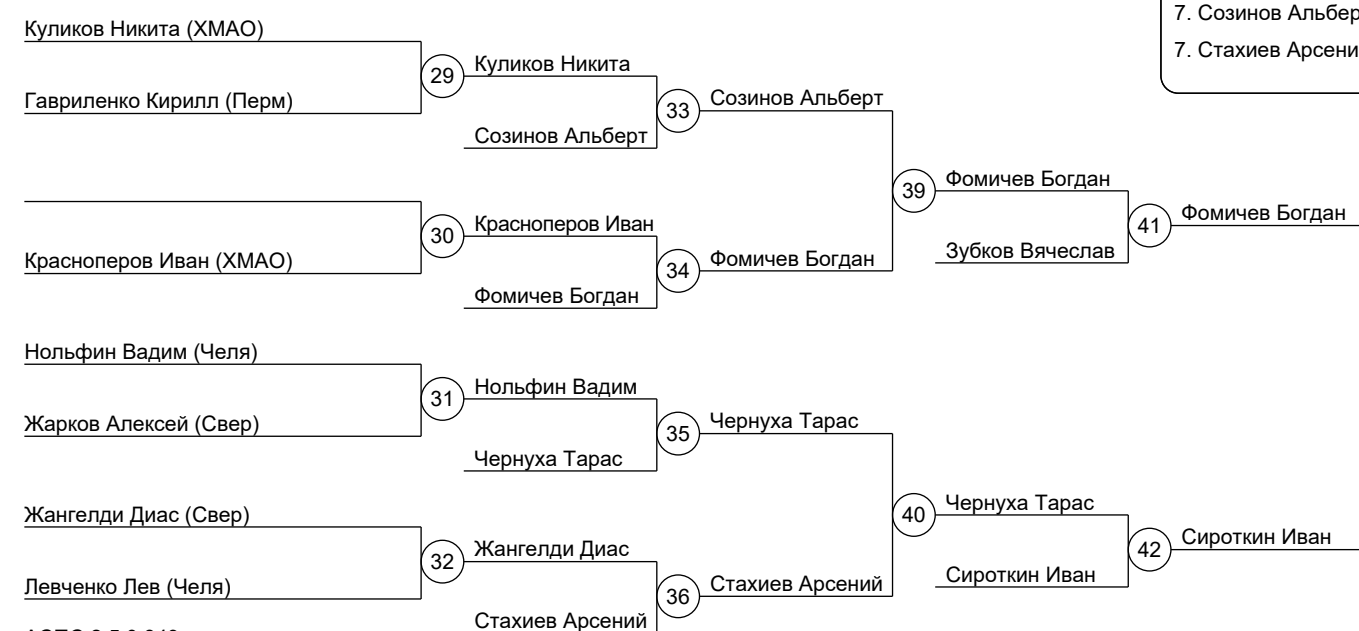 7. Созинов Альбер
Куликов Никита (ХМАО)
7. Стахиев Арсени
Куликов Никита
29
Гавриленко Кирилл (Перм)
Созинов Альберт
33
Созинов Альберт
Фомичев Богдан
39
Зубков Вячеслав
41
Фомичев Богдан
Красноперов Иван
30
Красноперов Иван (ХМАО)
Фомичев Богдан
34
Фомичев Богдан
Нольфин Вадим (Челя)
Нольфин Вадим
31
Жарков Алексей (Свер)
Чернуха Тарас
35
Чернуха Тарас
Жангелди Диас (Свер)
Чернуха Тарас
40
Сироткин Иван
42
Сироткин Иван
Жангелди Диас
32
Левченко Лев (Челя)
Стахиев Арсений
36
Стахиев Арсений